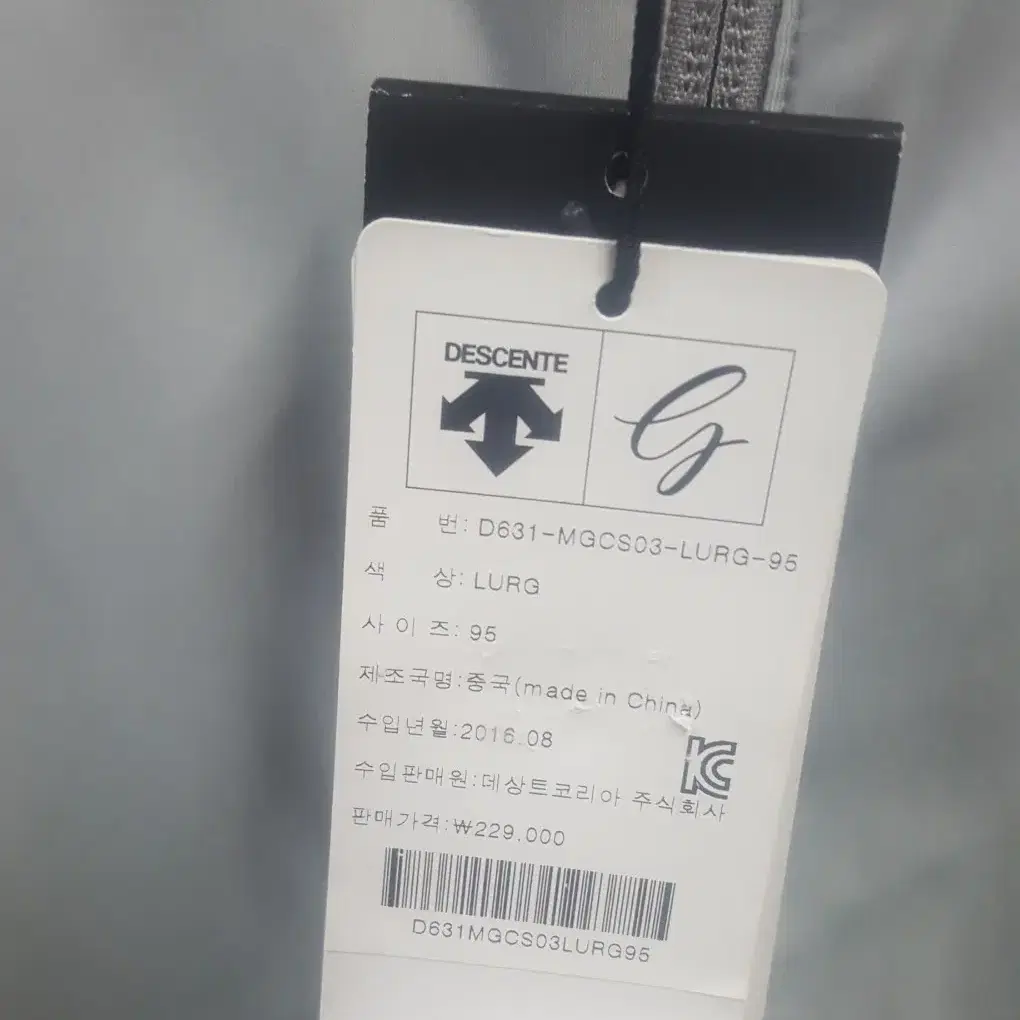 DESCENTE
G
품 번: D631-MGCS03-LURG-95
색 상: LURG
사 이 즈: 95
제조국명:중국(made in China)
수입년월:2016.08
수입판매원:데상트코리아 주식회사
판매가격:₩229.000
D631MGCS03LURG95